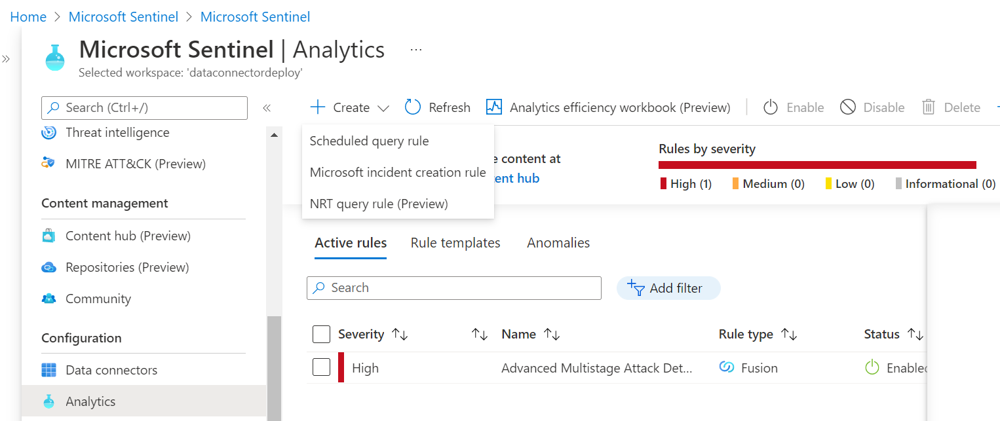 Home > Microsoft Sentinel > Microsoft Sentinel
Microsoft Sentinel | Analytics ...
Selected workspace: 'dataconnectordeploy'
Search (Ctrl+/)
Threat intelligence
MITRE ATT&CK (Preview)
Content management
Content hub (Preview)
Repositories (Preview)
Community
Configuration
Data connectors
Analytics
Create
Refresh
Analytics efficiency workbook (Preview)
Enable
Disable
Delete
Scheduled query rule
Microsoft incident creation rule
NRT query rule (Preview)
content at
hub
Rules by severity
High (1)
Medium (0)
Low (0)
Informational (0)
Active rules
Rule templates
Anomalies
Search
Add filter
Severity
Name
Rule type
Status
High
Advanced Multistage Attack Det...
Fusion
Enabled